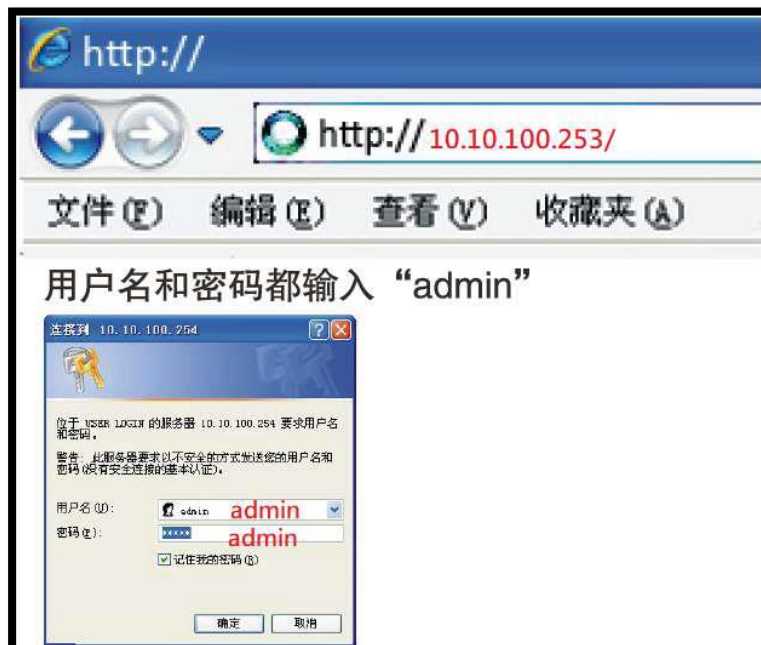 http://
http://10.10.100.253/
文件(F) 编辑(E) 查看(V) 收藏夹(A)
用户名和密码都输入“admin”
连接到 10.10.100.254
位于 USER LOGIN 的服务器 10.10.100.254 要求用户名
和密码。
警告: 此服务器要求以不安全的方式发送您的用户名和
密码(没有安全连接的基本认证)。
用户名(U): admin admin
密码(P): ••••• admin
记住我的密码(R)
确定 取消